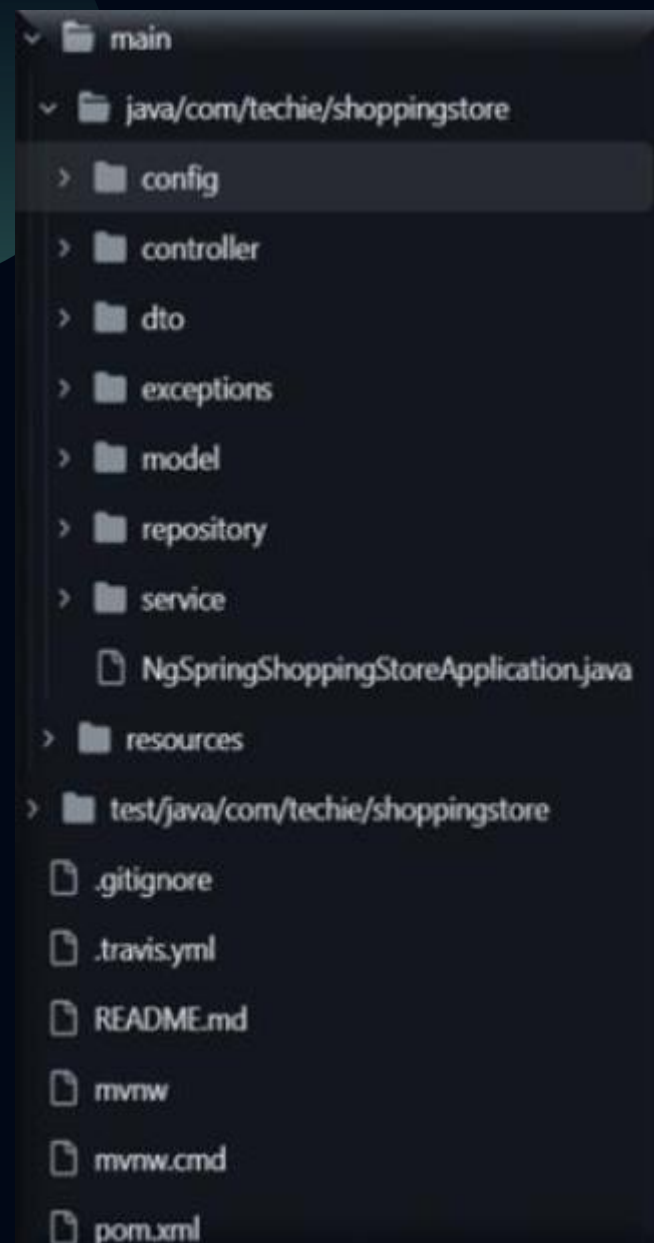 main
java/com/techie/shoppingstore
config
controller
dto
exceptions
model
repository
service
NgSpringShoppingStoreApplication.java
resources
test/java/com/techie/shoppingstore
.gitignore
.travis.yml
README.md
mvnw
mvnw.cmd
pom.xml